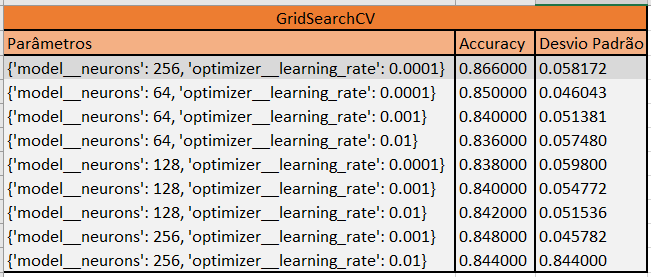 GridSearchCV
Parâmetros Accuracy Desvio Padrão
{'model__neurons': 256, 'optimizer__learning_rate': 0.0001} 0.866000 0.058172
{'model__neurons': 64, 'optimizer__learning_rate': 0.0001} 0.850000 0.046043
{'model__neurons': 64, 'optimizer__learning_rate': 0.001} 0.840000 0.051381
{'model__neurons': 64, 'optimizer__learning_rate': 0.01} 0.836000 0.057480
{'model__neurons': 128, 'optimizer__learning_rate': 0.0001} 0.838000 0.059800
{'model__neurons': 128, 'optimizer__learning_rate': 0.001} 0.840000 0.054772
{'model__neurons': 128, 'optimizer__learning_rate': 0.01} 0.842000 0.051536
{'model__neurons': 256, 'optimizer__learning_rate': 0.001} 0.848000 0.045782
{'model__neurons': 256, 'optimizer__learning_rate': 0.01} 0.844000 0.844000